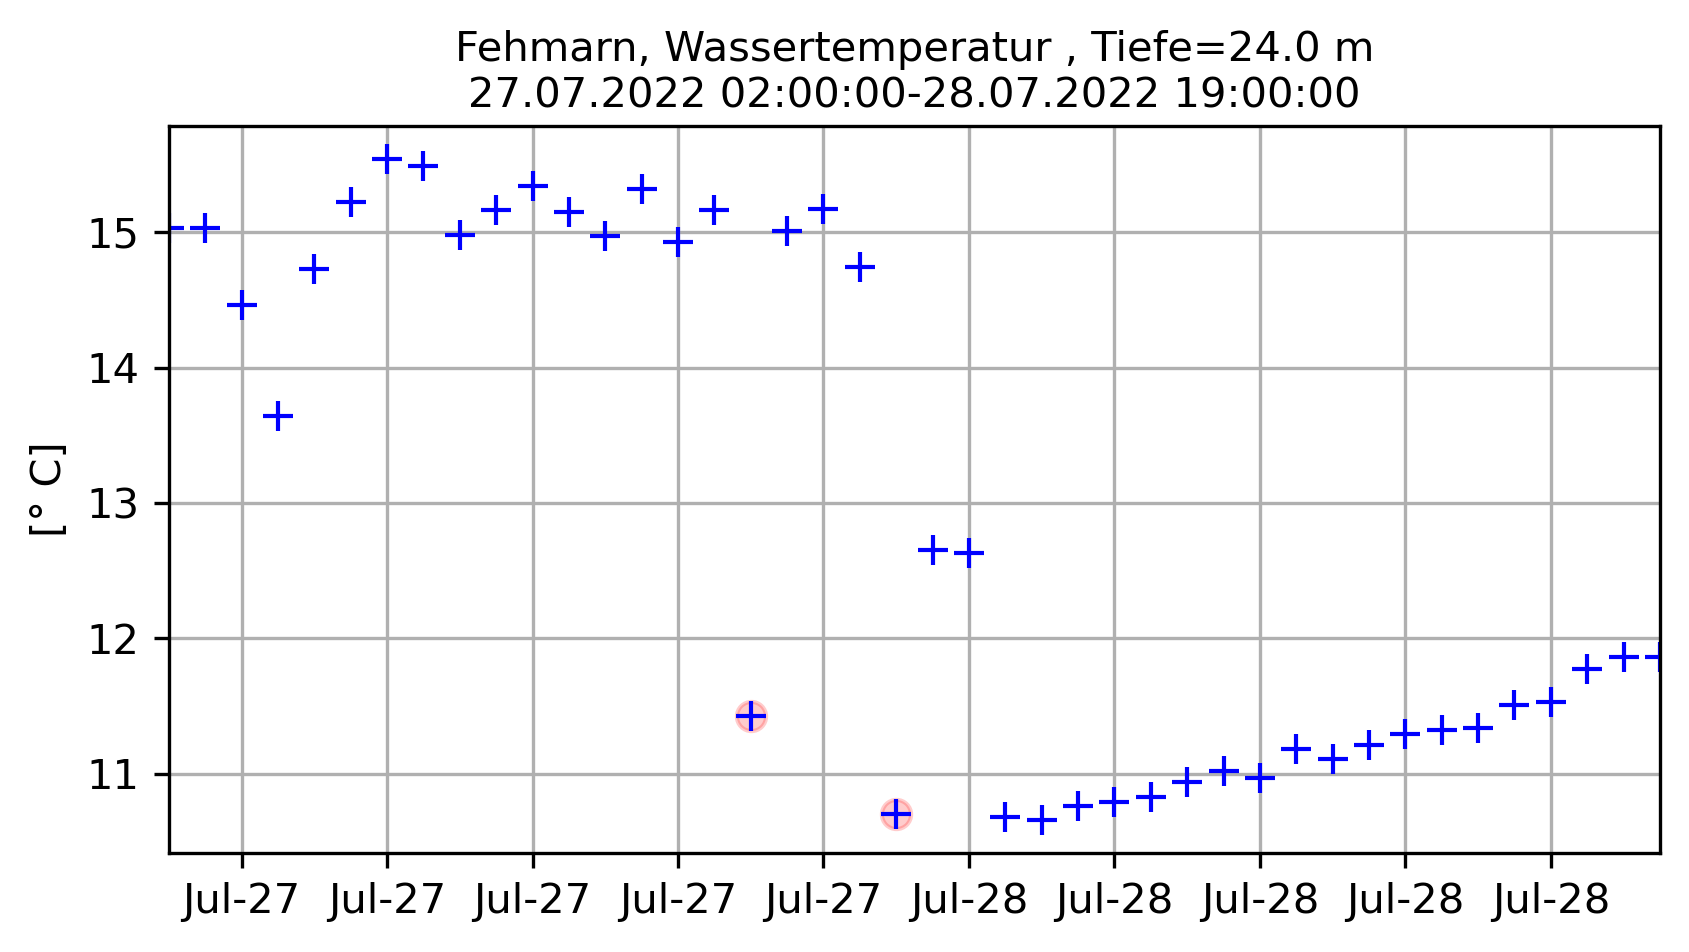 Fehmarn, Wassertemperatur , Tiefe=24.0 m
27.07.2022 02:00:00-28.07.2022 19:00:00
[° C]
15
14
13
12
11
Jul-27 Jul-27 Jul-27 Jul-27 Jul-27 Jul-28 Jul-28 Jul-28 Jul-28 Jul-28